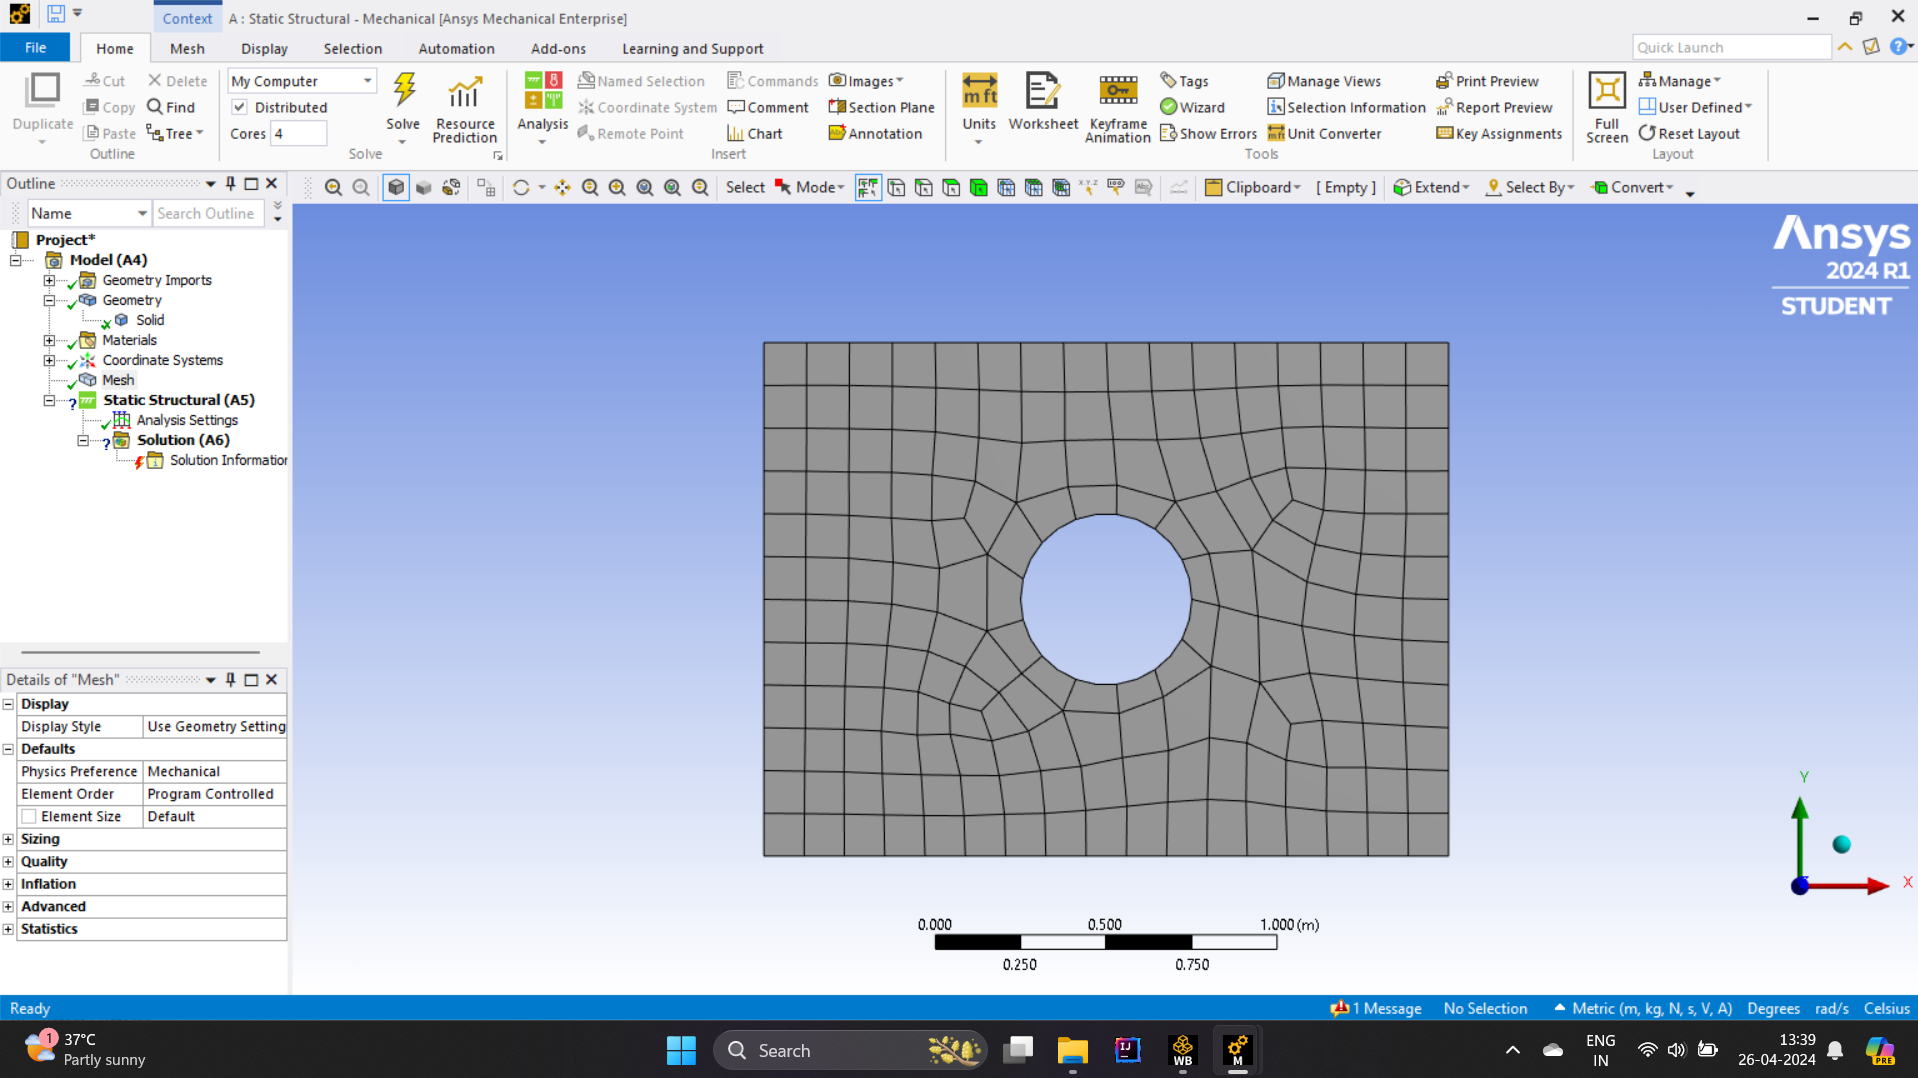 Context
A : Static Structural - Mechanical [Ansys Mechanical Enterprise]
File
Home
Mesh
Display
Selection
Automation
Add-ons
Learning and Support
Quick Launch
Duplicate
Cut
Copy
Paste
Delete
Find
Tree
Outline
My Computer
Distributed
Cores 4
Solve
Resource
Prediction
Solve
Analysis
Named Selection
Coordinate System
Remote Point
Commands
Comment
Chart
Images
Section Plane
Annotation
Insert
Units
Worksheet
Keyframe
Animation
Tags
Wizard
Show Errors
Manage Views
Selection Information
Unit Converter
Print Preview
Report Preview
Key Assignments
Tools
Full
Screen
Manage
User Defined
Reset Layout
Layout
Outline
Name
Search Outline
Select
Mode
Clipboard
[ Empty ]
Extend
Select By
Convert
Project*
Model (A4)
Geometry Imports
Geometry
Solid
Materials
Coordinate Systems
Mesh
Static Structural (A5)
Analysis Settings
Solution (A6)
Solution Information
Details of "Mesh"
Display
Display Style Use Geometry Setting
Defaults
Physics Preference Mechanical
Element Order Program Controlled
Element Size Default
Sizing
Quality
Inflation
Advanced
Statistics
Ansys
2024 R1
STUDENT
Y
X
0.000 0.500 1.000 (m)
0.250 0.750
Ready
1 Message
No Selection
Metric (m, kg, N, s, V, A)
Degrees
rad/s
Celsius
1
37°C
Partly sunny
Search
IJ
WB
M
ENG
IN
13:39
26-04-2024
PRE